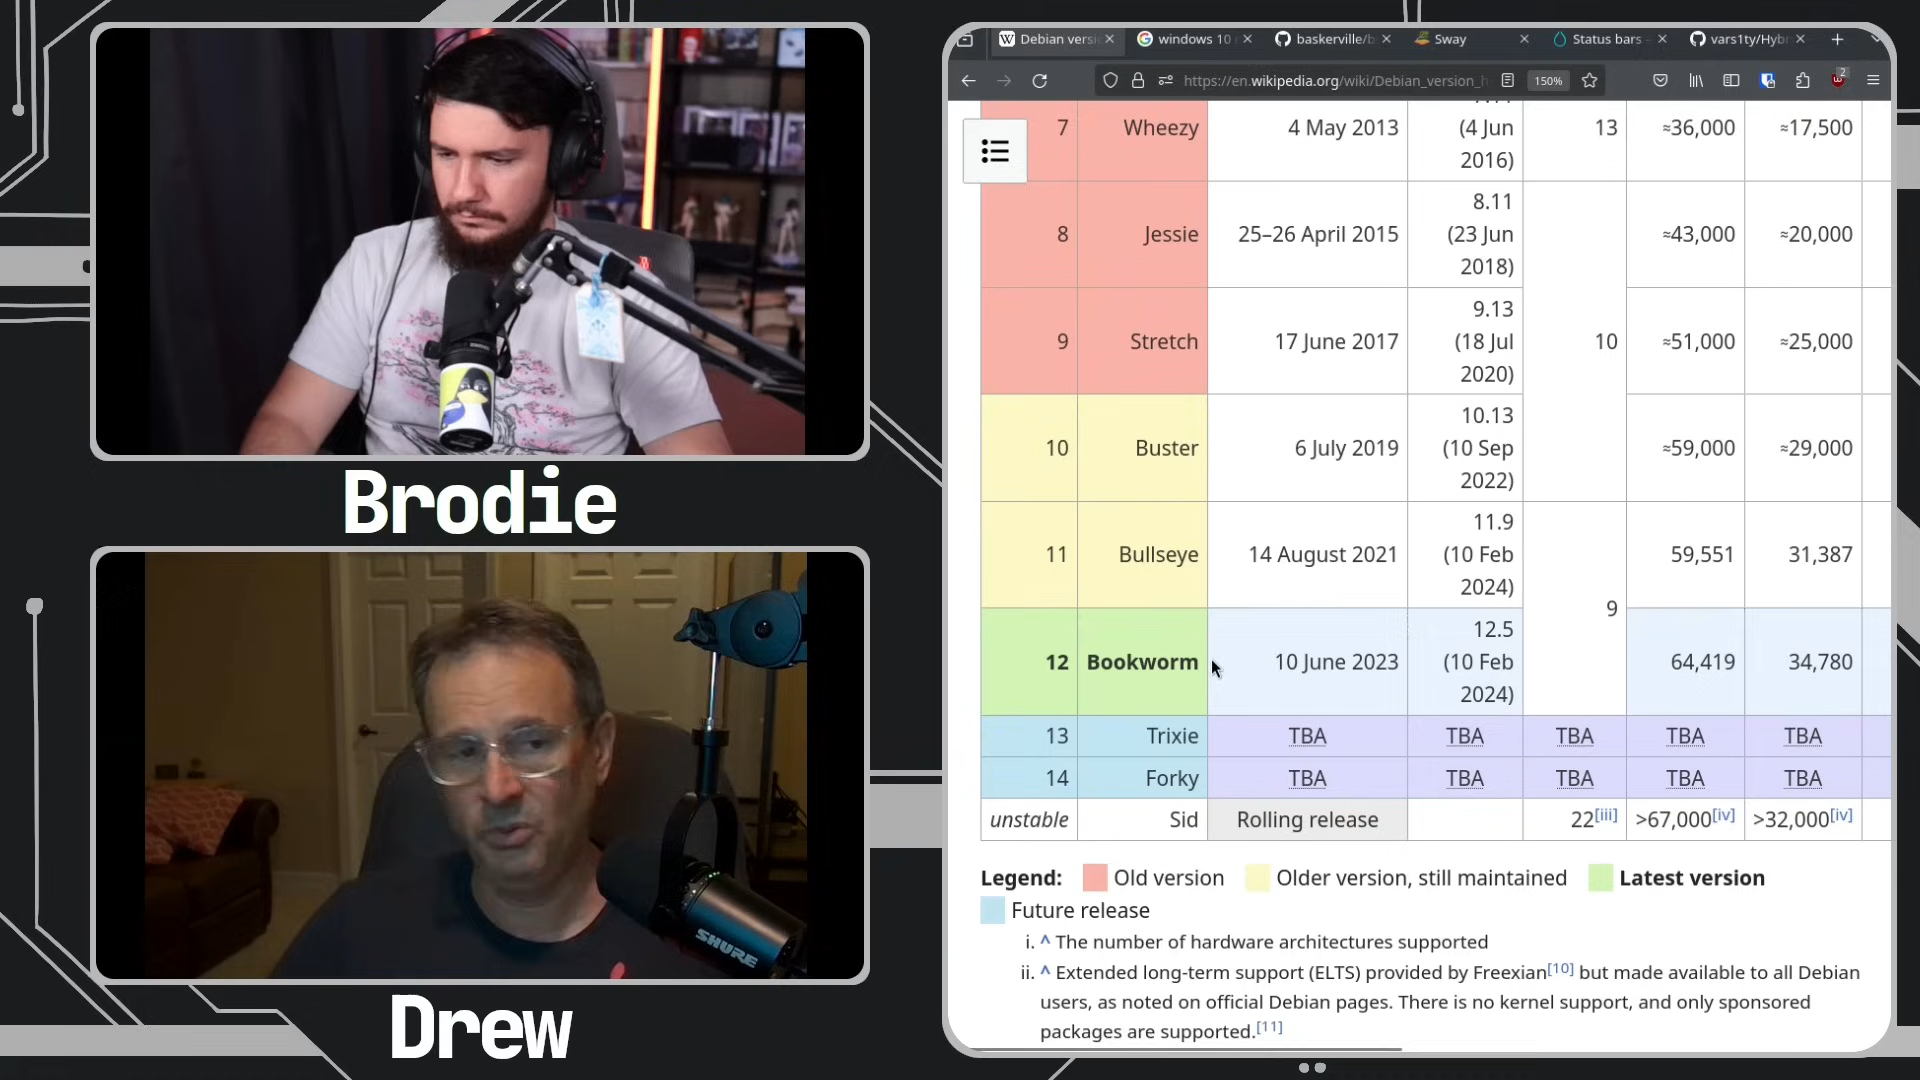 Debian versi
windows 10
baskerville/b
Sway
Status bars
vars1ty/Hyb
https://en.wikipedia.org/wiki/Debian_version_h
150%
2
7 Wheezy 4 May 2013 (4 Jun 2016) 13 ≈36,000 ≈17,500
8 Jessie 25–26 April 2015 8.11 (23 Jun 2018) ≈43,000 ≈20,000
9 Stretch 17 June 2017 9.13 (18 Jul 2020) 10 ≈51,000 ≈25,000
10 Buster 6 July 2019 10.13 (10 Sep 2022) ≈59,000 ≈29,000
11 Bullseye 14 August 2021 11.9 (10 Feb 2024) 59,551 31,387
12 Bookworm 10 June 2023 12.5 (10 Feb 2024) 9 64,419 34,780
13 Trixie TBA TBA TBA TBA TBA
14 Forky TBA TBA TBA TBA TBA
unstable Sid Rolling release 22[iii] >67,000[iv] >32,000[iv]
Legend: Old version Older version, still maintained Latest version
Future release
i. ^ The number of hardware architectures supported
ii. ^ Extended long-term support (ELTS) provided by Freexian[10] but made available to all Debian
users, as noted on official Debian pages. There is no kernel support, and only sponsored
packages are supported.[11]
Brodie
SHURE
Drew